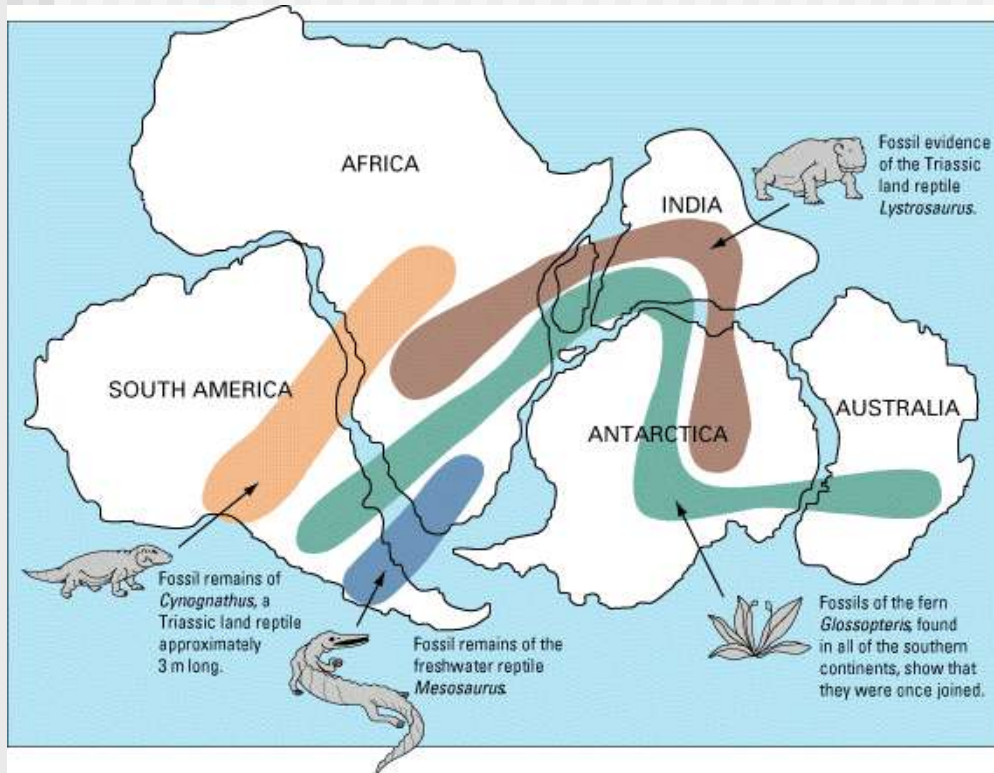 AFRICA
INDIA
Fossil evidence
of the Triassic
land reptile
Lystrosaurus.
SOUTH AMERICA
ANTARCTICA
AUSTRALIA
Fossil remains of
Cynognathus, a
Triassic land reptile
approximately
3 m long.
Fossil remains of the
freshwater reptile
Mesosaurus.
Fossils of the fern
Glossopteris, found
in all of the southern
continents, show that
they were once joined.